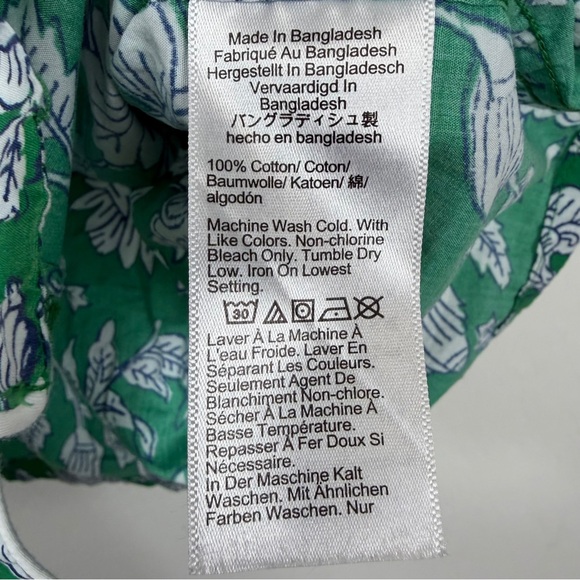 Made In Bangladesh
Fabriqué Au Bangladesh
Hergestellt In Bangladesch
Vervaardigd In
Bangladesh
バングラディシュ製
hecho en bangladesh
100% Cotton/ Coton/
Baumwolle/ Katoen/ 綿/
algodón
Machine Wash Cold. With
Like Colors. Non-chlorine
Bleach Only. Tumble Dry
Low. Iron On Lowest
Setting.
30
Laver À La Machine À
L'eau Froide. Laver En
Séparant Les Couleurs.
Seulement Agent De
Blanchiment Non-chlore.
Sécher À La Machine À
Basse Température.
Repasser À Fer Doux Si
Nécessaire.
In Der Maschine Kalt
Waschen. Mit Ähnlichen
Farben Waschen. Nur